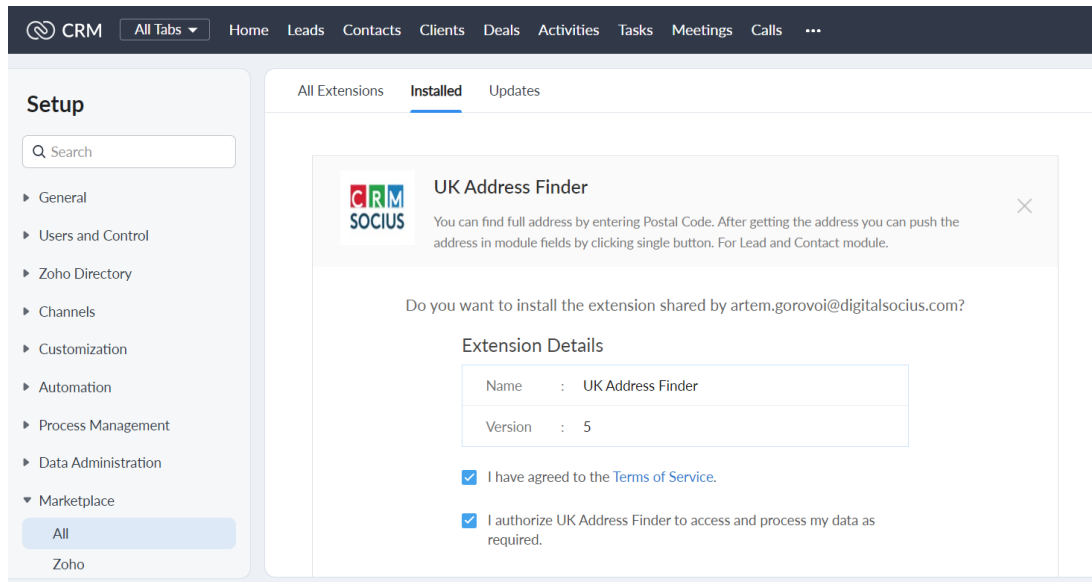 CRM All Tabs Home Leads Contacts Clients Deals Activities Tasks Meetings Calls •••
Setup
Search
General
Users and Control
Zoho Directory
Channels
Customization
Automation
Process Management
Data Administration
Marketplace
All
Zoho
All Extensions Installed Updates
CRM
SOCIUS
UK Address Finder
You can find full address by entering Postal Code. After getting the address you can push the
address in module fields by clicking single button. For Lead and Contact module.
Do you want to install the extension shared by artem.gorovoi@digitalsocius.com?
Extension Details
Name : UK Address Finder
Version : 5
I have agreed to the Terms of Service.
I authorize UK Address Finder to access and process my data as
required.